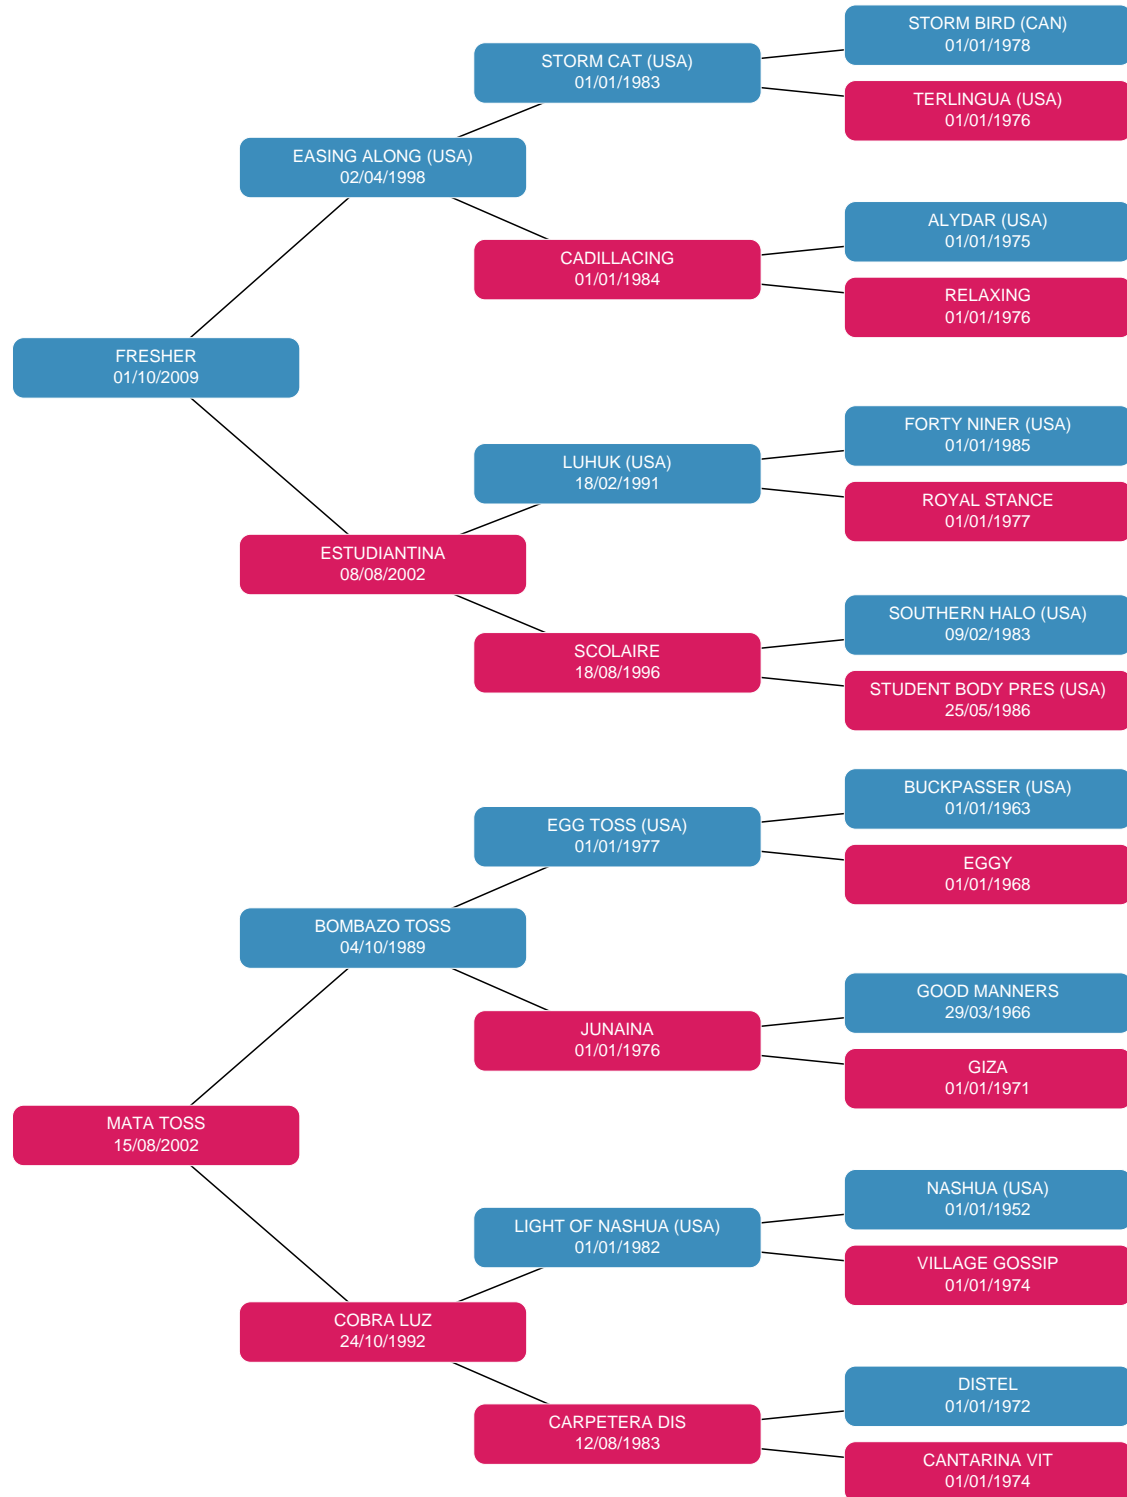 STORM BIRD (CAN)
01/01/1978
STORM CAT (USA)
01/01/1983
TERLINGUA (USA)
01/01/1976
EASING ALONG (USA)
02/04/1998
ALYDAR (USA)
01/01/1975
CADILLACING
01/01/1984
RELAXING
01/01/1976
FRESHER
01/10/2009
FORTY NINER (USA)
01/01/1985
LUHUK (USA)
18/02/1991
ROYAL STANCE
01/01/1977
ESTUDIANTINA
08/08/2002
SOUTHERN HALO (USA)
09/02/1983
SCOLAIRE
18/08/1996
STUDENT BODY PRES (USA)
25/05/1986
BUCKPASSER (USA)
01/01/1963
EGG TOSS (USA)
01/01/1977
EGGY
01/01/1968
BOMBAZO TOSS
04/10/1989
GOOD MANNERS
29/03/1966
JUNAINA
01/01/1976
GIZA
01/01/1971
MATA TOSS
15/08/2002
NASHUA (USA)
01/01/1952
LIGHT OF NASHUA (USA)
01/01/1982
VILLAGE GOSSIP
01/01/1974
COBRA LUZ
24/10/1992
DISTEL
01/01/1972
CARPETERA DIS
12/08/1983
CANTARINA VIT
01/01/1974